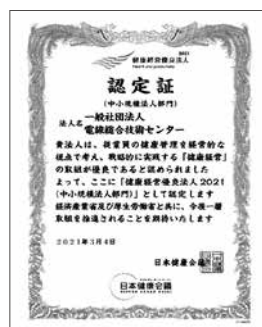 2021
健康経営優良法人
Health and productivity
認定証
(中小規模法人部門)
法人名 一般社団法人
電線総合技術センター
貴法人は、従業員の健康管理を経営的な
視点で考え、戦略的に実践する「健康経営」
の取組が優良であると認められました
よって、ここに「健康経営優良法人2021
(中小規模法人部門)」として認定します
経済産業省及び厚生労働省と共に、今後一層
取組を推進されることを期待いたします
2021年3月4日
日本健康会議
日本健康会議